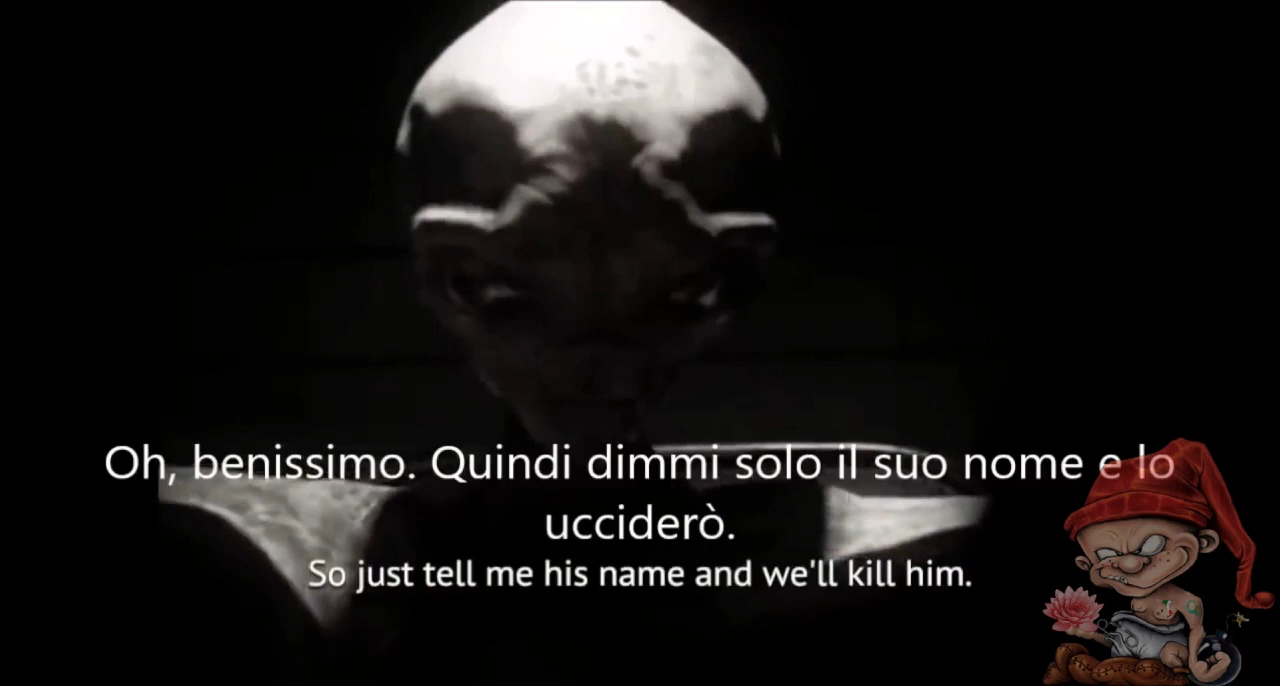 Oh, benissimo. Quindi dimmi solo il suo nome e lo
ucciderò.
So just tell me his name and we'll kill him.